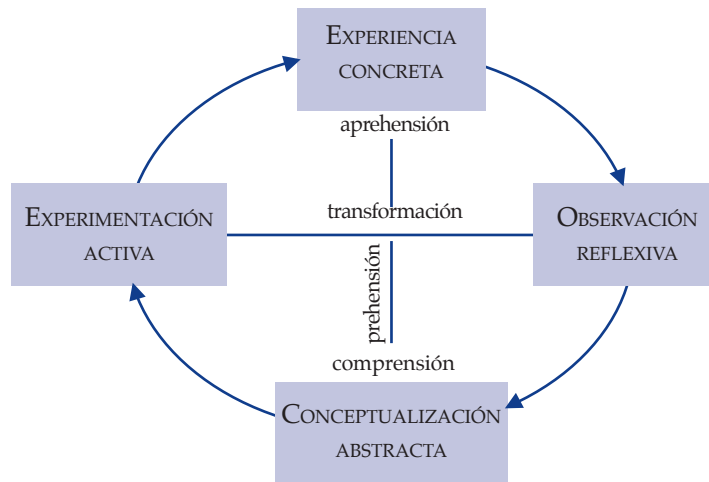 EXPERIENCIA
CONCRETA
aprehensión
EXPERIMENTACIÓN
ACTIVA
transformación
OBSERVACIÓN
REFLEXIVA
prehensión
comprensión
CONCEPTUALIZACIÓN
ABSTRACTA